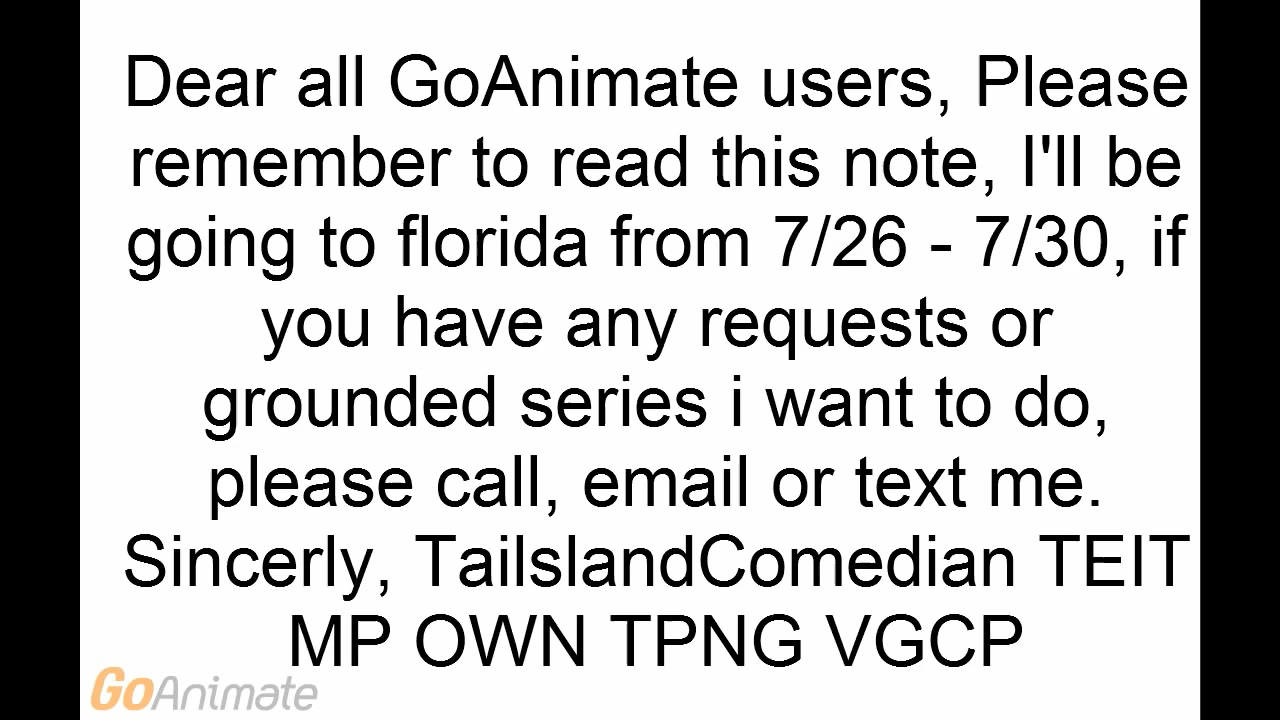 Dear all GoAnimate users, Please
remember to read this note, I'll be
going to florida from 7/26 - 7/30, if
you have any requests or
grounded series i want to do,
please call, email or text me.
Sincerly, TailslandComedian TEIT
MP OWN TPNG VGCP
GoAnimate